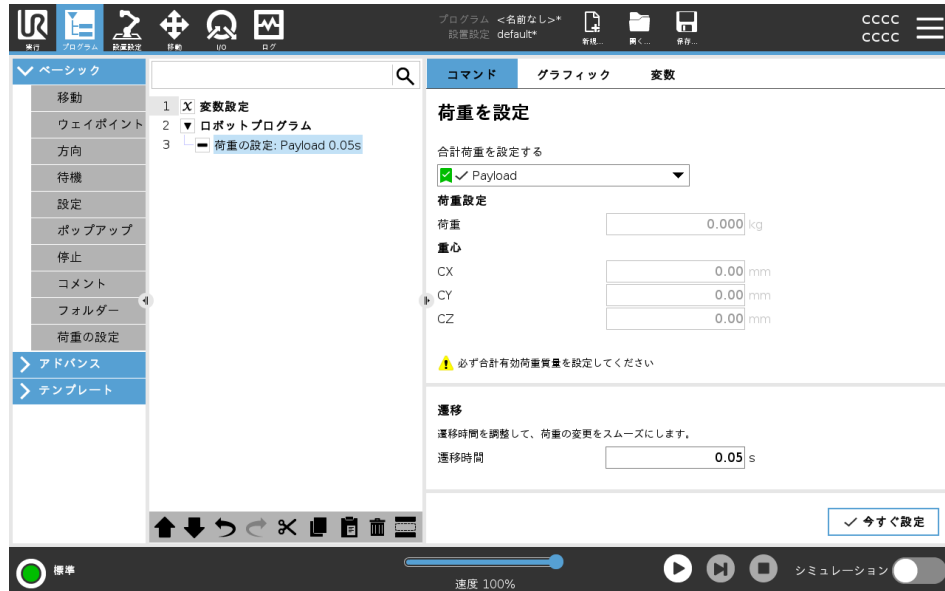 UR
実行
プログラム
設置設定
移動
I/O
ログ
プログラム <名前なし>*
設置設定 default*
新規...
開く...
保存...
cccc
cccc
ベーシック
移動
ウェイポイント
方向
待機
設定
ポップアップ
停止
コメント
フォルダー
荷重の設定
アドバンス
テンプレート
1 X 変数設定
2 ▼ ロボットプログラム
3 荷重の設定: Payload 0.05s
コマンド グラフィック 変数
荷重を設定
合計荷重を設定する
Payload
荷重設定
荷重 0.000 kg
重心
CX 0.00 mm
CY 0.00 mm
CZ 0.00 mm
必ず合計有効荷重質量を設定してください
遷移
遷移時間を調整して、荷重の変更をスムーズにします。
遷移時間 0.05 s
今すぐ設定
標準
速度 100%
シミュレーション